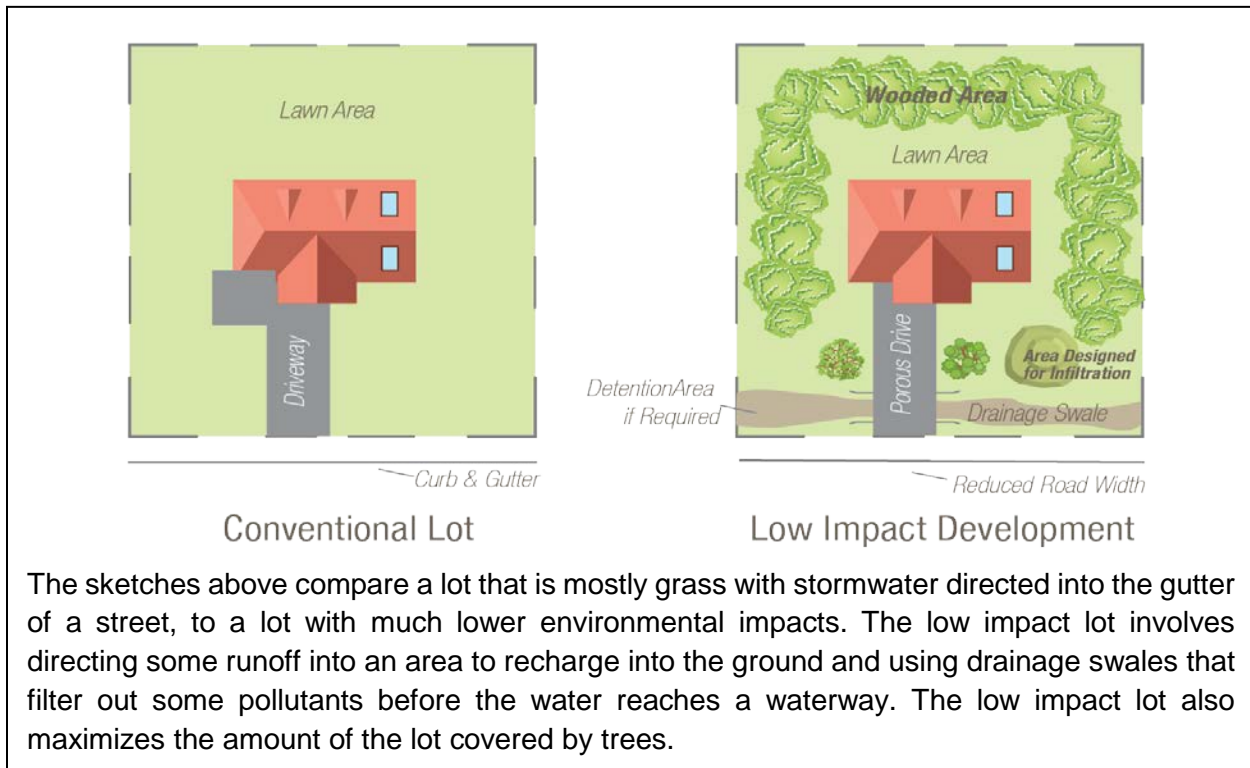 Lawn Area
Driveway
Curb & Gutter
Conventional Lot
Wooded Area
Lawn Area
Porous Drive
Area Designed
for Infiltration
DetentionArea
if Required
Drainage Swale
Reduced Road Width
Low Impact Development
The sketches above compare a lot that is mostly grass with stormwater directed into the gutter
of a street, to a lot with much lower environmental impacts. The low impact lot involves
directing some runoff into an area to recharge into the ground and using drainage swales that
filter out some pollutants before the water reaches a waterway. The low impact lot also
maximizes the amount of the lot covered by trees.